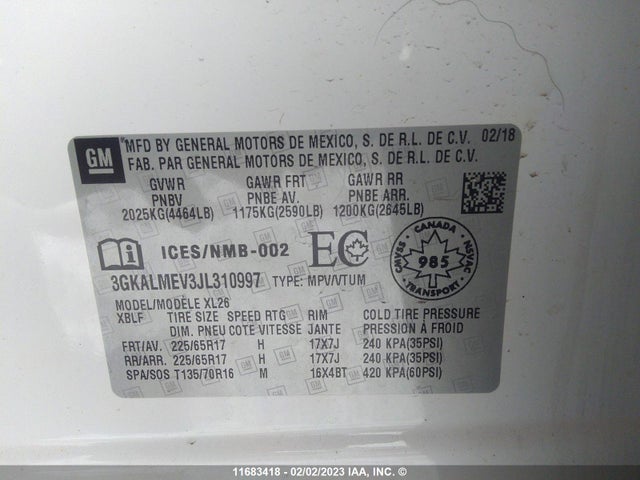 GM
MFD BY GENERAL MOTORS DE MEXICO, S. DE R.L. DE C.V. 02/18
FAB. PAR GENERAL MOTORS DE MEXICO, S. DE R.L. DE C.V.
GVWR GAWR FRT GAWR RR
PNBV PNBE AV. PNBE ARR.
2025KG(4464LB) 1175KG(2590LB) 1200KG(2645LB)
ICES/NMB-002 EC
CANADA
CMVSS NSVAC
985
TRANSPORT
3GKALMEV3JL310997 TYPE: MPV/VTUM
MODEL/MODÈLE XL26
XBLF TIRE SIZE SPEED RTG RIM COLD TIRE PRESSURE
DIM. PNEU COTE VITESSE JANTE PRESSION À FROID
FRT/AV. 225/65R17 H 17X7J 240 KPA(35PSI)
RR/ARR. 225/65R17 H 17X7J 240 KPA(35PSI)
SPA/SOS T135/70R16 M 16X4BT 420 KPA(60PSI)
11683418 - 02/02/2023 IAA, INC. ©